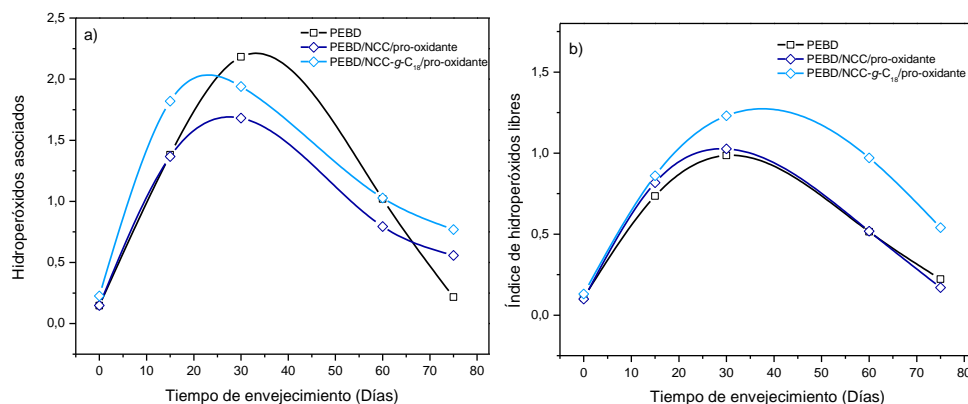 a)
PEBD
PEBD/NCC/pro-oxidante
PEBD/NCC-g-C18/pro-oxidante
Hidroperóxidos asociados
2,5
2,0
1,5
1,0
0,5
0,0
0 10 20 30 40 50 60 70 80
Tiempo de envejecimiento (Días)
b)
PEBD
PEBD/NCC/pro-oxidante
PEBD/NCC-g-C18/pro-oxidante
Índice de hidroperóxidos libres
1,5
1,0
0,5
0,0
0 10 20 30 40 50 60 70 80
Tiempo de envejecimiento (Días)